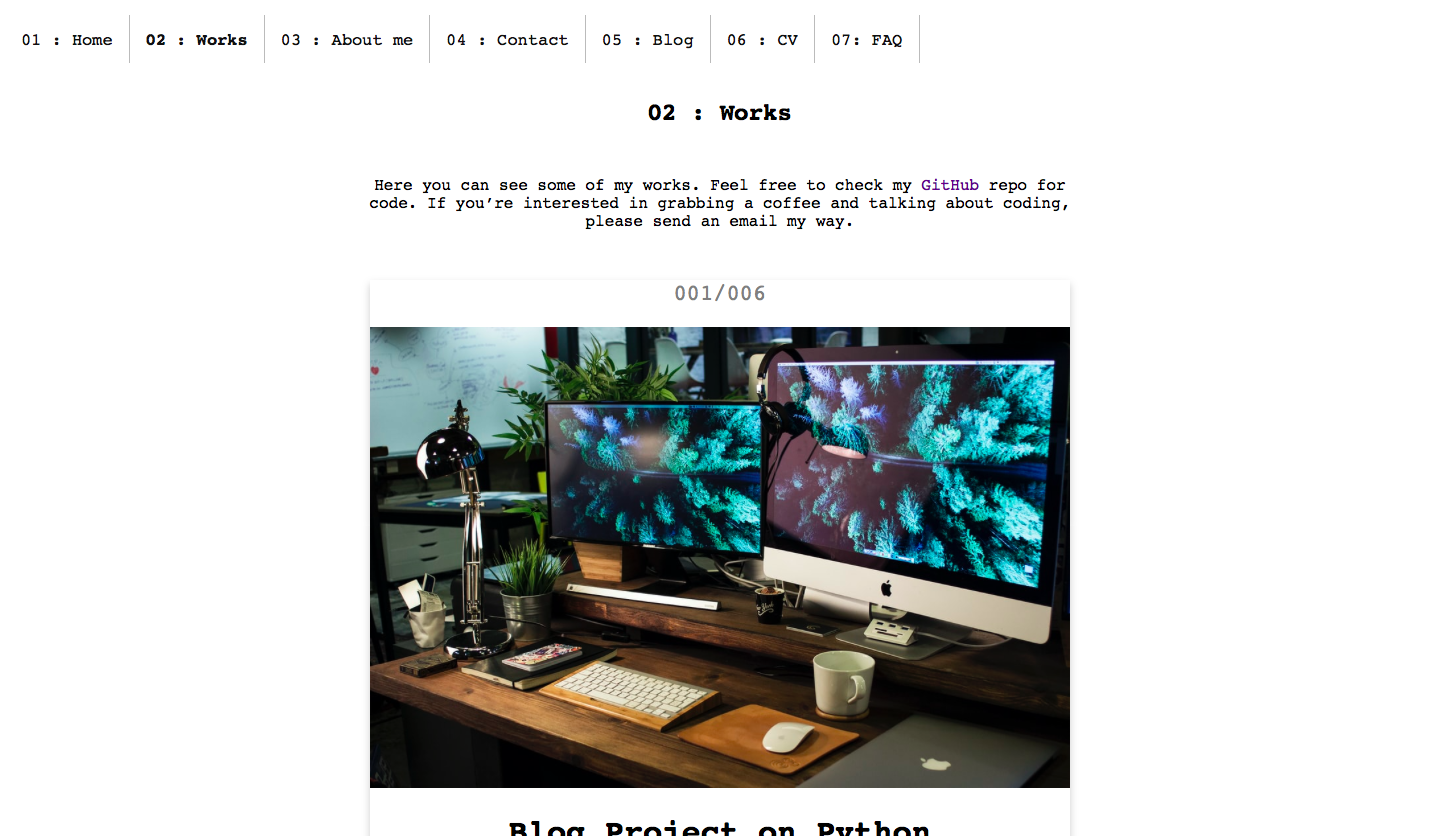 01 : Home 02 : Works 03 : About me 04 : Contact 05 : Blog 06 : CV 07: FAQ
02 : Works
Here you can see some of my works. Feel free to check my GitHub repo for
code. If you’re interested in grabbing a coffee and talking about coding,
please send an email my way.
001/006
Blog Project on Python